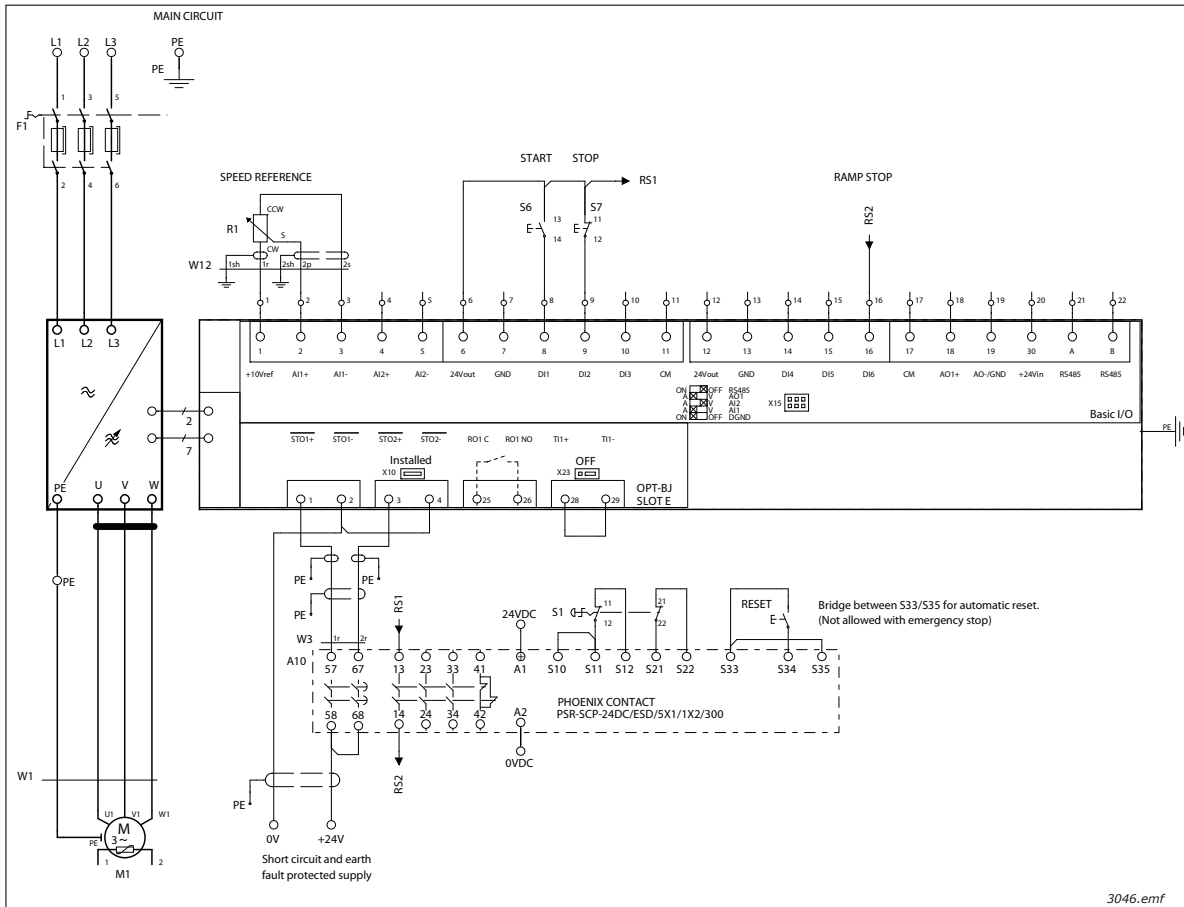 MAIN CIRCUIT
L1 L2 L3 PE
PE
1 3 5
F1
2 4 6
SPEED REFERENCE
START STOP
RS1
RAMP STOP
RS2
CCW
R1
S
CW
S6 13 14
S7 11 12
W12 1sh 1r 2sh 2p 2s
1 2 3 4 5 6 7 8 9 10 11 12 13 14 15 16 17 18 19 20 21 22
L1 L2 L3
1 2 3 4 5 6 7 8 9 10 11 12 13 14 15 16 17 18 19 30 A B
+10Vref AI1+ AI1- AI2+ AI2- 24Vout GND DI1 DI2 DI3 CM 24Vout GND DI4 DI5 DI6 CM AO1+ AO-/GND +24Vin RS485 RS485
ON OFF RS485
A V AO1
A V AI2
A V AI1
ON OFF DGND
X15
Basic I/O
2
7
PE
STO1+ STO1- STO2+ STO2- RO1 C RO1 NO TI1+ TI1-
Installed
X10
OFF
X23
OPT-BJ
SLOT E
PE U V W
1 2 3 4 25 26 28 29
PE
PE PE
PE
RS1
24VDC
S1 11 12 21 22
RESET
Bridge between S33/S35 for automatic reset.
(Not allowed with emergency stop)
W3 1r 2r
A10
57 67 13 23 33 41 A1 S10 S11 S12 S21 S22 S33 S34 S35
PHOENIX CONTACT
PSR-SCP-24DC/ESD/5X1/1X2/300
58 68 14 24 34 42 A2
RS2
0VDC
W1
PE
U1 V1 W1
M
3~
PE
1 2
M1
0V +24V
Short circuit and earth
fault protected supply
3046.emf